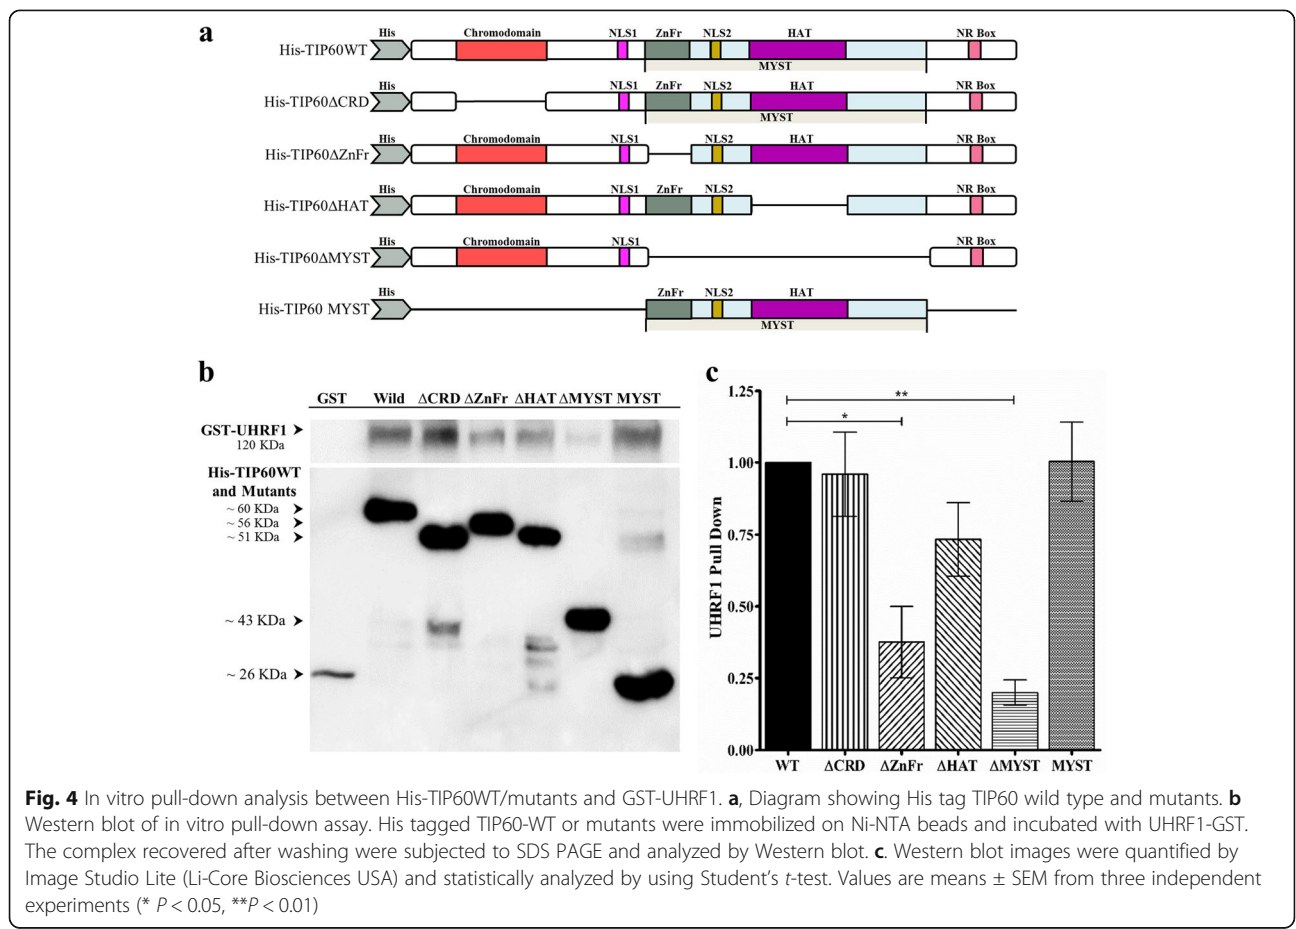 a
His Chromodomain NLS1 ZnFr NLS2 HAT NR Box
His-TIP60WT
MYST
His NLS1 ZnFr NLS2 HAT NR Box
His-TIP60ΔCRD
MYST
His Chromodomain NLS1 NLS2 HAT NR Box
His-TIP60ΔZnFr
His Chromodomain NLS1 ZnFr NLS2 NR Box
His-TIP60ΔHAT
His Chromodomain NLS1 NR Box
His-TIP60ΔMYST
His ZnFr NLS2 HAT
His-TIP60 MYST
MYST
b
GST Wild ΔCRD ΔZnFr ΔHAT ΔMYST MYST
GST-UHRF1
120 KDa
His-TIP60WT
and Mutants
~ 60 KDa
~ 56 KDa
~ 51 KDa
~ 43 KDa
~ 26 KDa
c
UHRF1 Pull Down
1.25
1.00
0.75
0.50
0.25
0.00
**
*
WT ΔCRD ΔZnFr ΔHAT ΔMYST MYST
Fig. 4 In vitro pull-down analysis between His-TIP60WT/mutants and GST-UHRF1. a, Diagram showing His tag TIP60 wild type and mutants. b
Western blot of in vitro pull-down assay. His tagged TIP60-WT or mutants were immobilized on Ni-NTA beads and incubated with UHRF1-GST.
The complex recovered after washing were subjected to SDS PAGE and analyzed by Western blot. c. Western blot images were quantified by
Image Studio Lite (Li-Core Biosciences USA) and statistically analyzed by using Student's t-test. Values are means ± SEM from three independent
experiments (* P < 0.05, **P < 0.01)